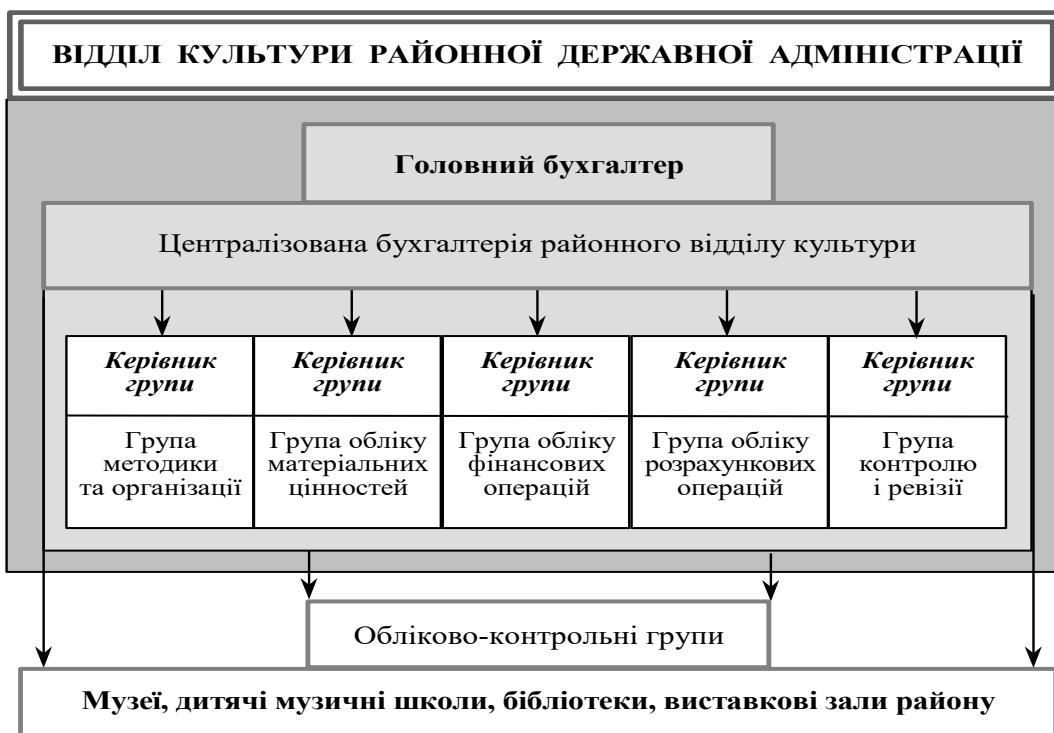 ВІДДІЛ КУЛЬТУРИ РАЙОННОЇ ДЕРЖАВНОЇ АДМІНІСТРАЦІЇ
Головний бухгалтер
Централізована бухгалтерія районного відділу культури
Керівник
групи
Група
методики
та організації
Керівник
групи
Група обліку
матеріальних
цінностей
Керівник
групи
Група обліку
фінансових
операцій
Керівник
групи
Група обліку
розрахункових
операцій
Керівник
групи
Група
контролю
і ревізії
Обліково-контрольні групи
Музеї, дитячі музичні школи, бібліотеки, виставкові зали району